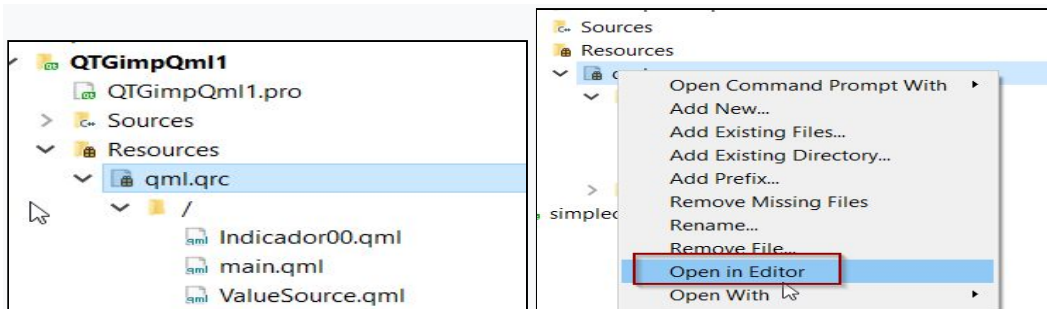 QTGimpQml1
QTGimpQml1.pro
Sources
Resources
qml.qrc
/
Indicador00.qml
main.qml
ValueSource.qml
Sources
Resources
Open Command Prompt With
Add New...
Add Existing Files...
Add Existing Directory...
Add Prefix...
Remove Missing Files
Rename...
Remove File...
Open in Editor
Open With